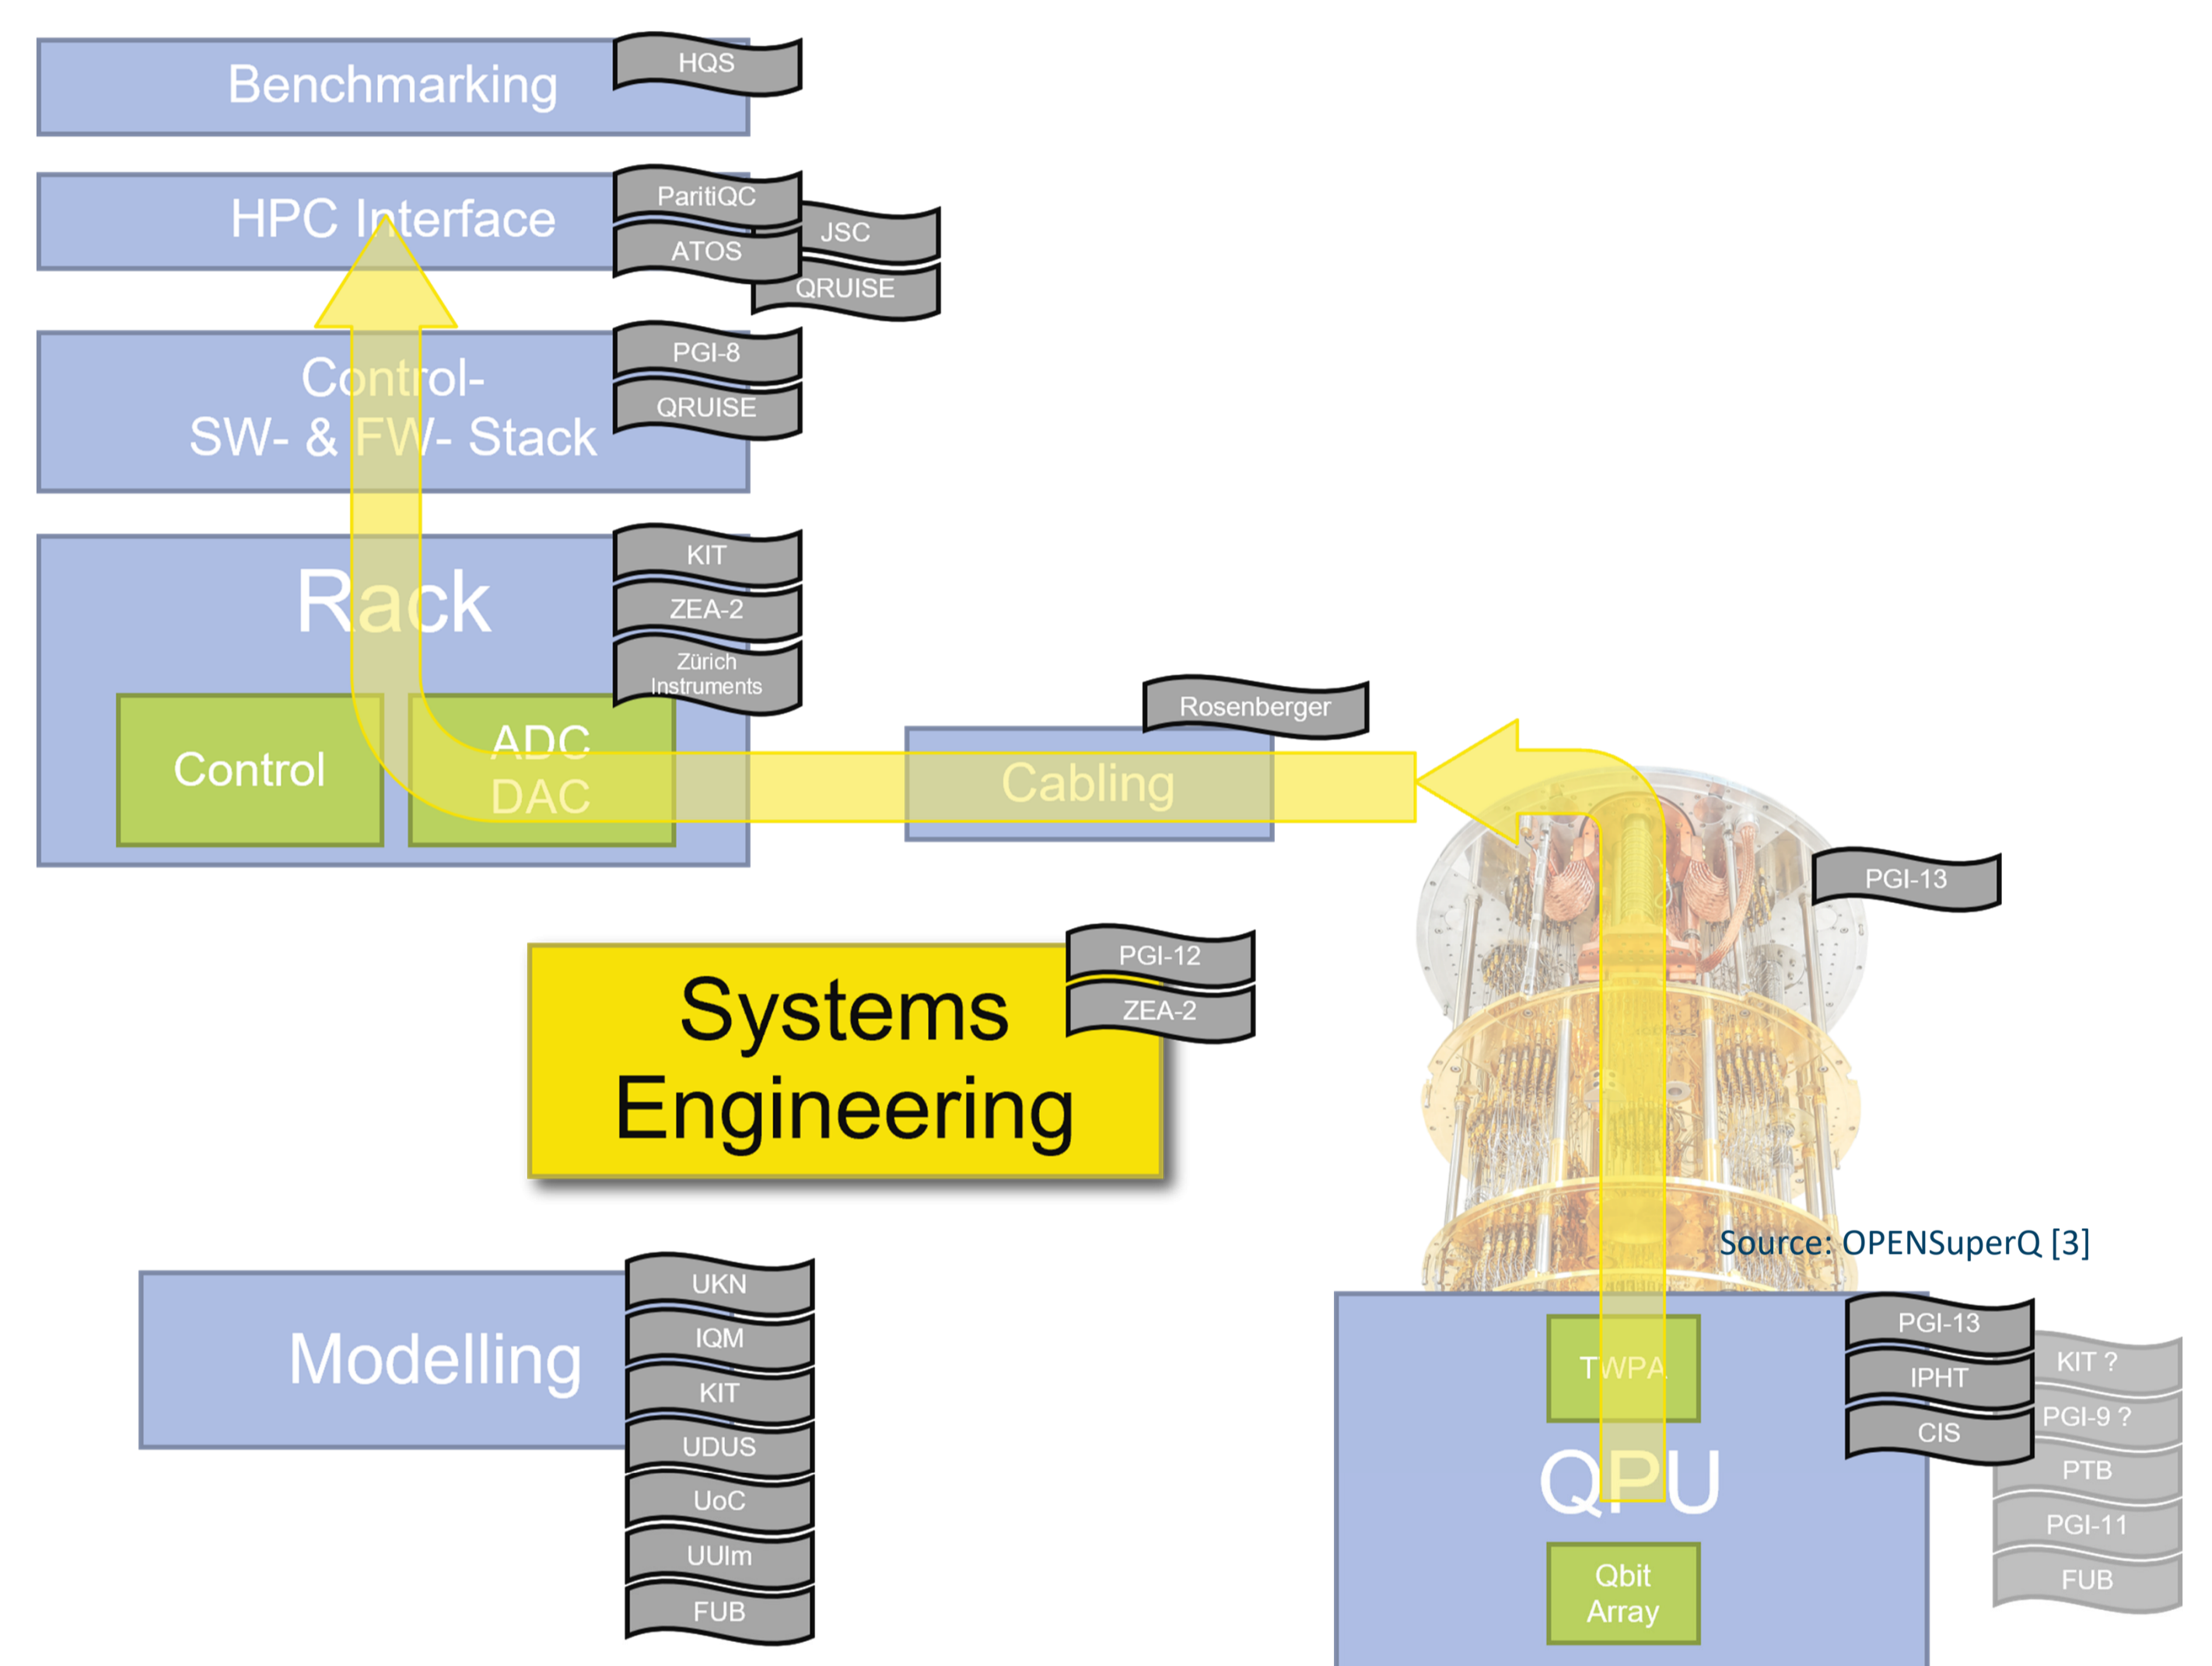 Benchmarking
HQS
HPC Interface
ParitiQC
ATOS
JSC
QRUISE
Control-
SW- & FW- Stack
PGI-8
QRUISE
Rack
KIT
ZEA-2
Zürich
Instruments
Control
ADC
DAC
Cabling
Rosenberger
PGI-13
Systems
Engineering
PGI-12
ZEA-2
Source: OPENSuperQ [3]
Modelling
UKN
IQM
KIT
UDUS
UoC
UUlm
FUB
TWPA
QPU
Qbit
Array
PGI-13
IPHT
CIS
KIT ?
PGI-9 ?
PTB
PGI-11
FUB